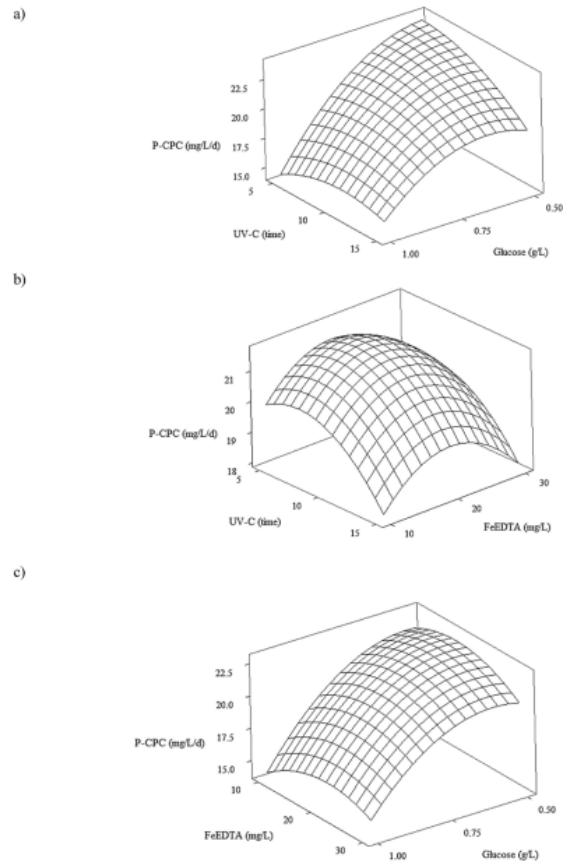 a)
22.5
20.0
P-CPC (mg/L/d)
17.5
15.0
5
10
UV-C (time)
15
1.00
0.75
0.50
Glucose (g/L)
b)
21
20
P-CPC (mg/L/d)
19
18
5
10
UV-C (time)
15
10
20
30
FeEDTA (mg/L)
c)
22.5
20.0
P-CPC (mg/L/d)
17.5
15.0
10
20
FeEDTA (mg/L)
30
1.00
0.75
0.50
Glucose (g/L)